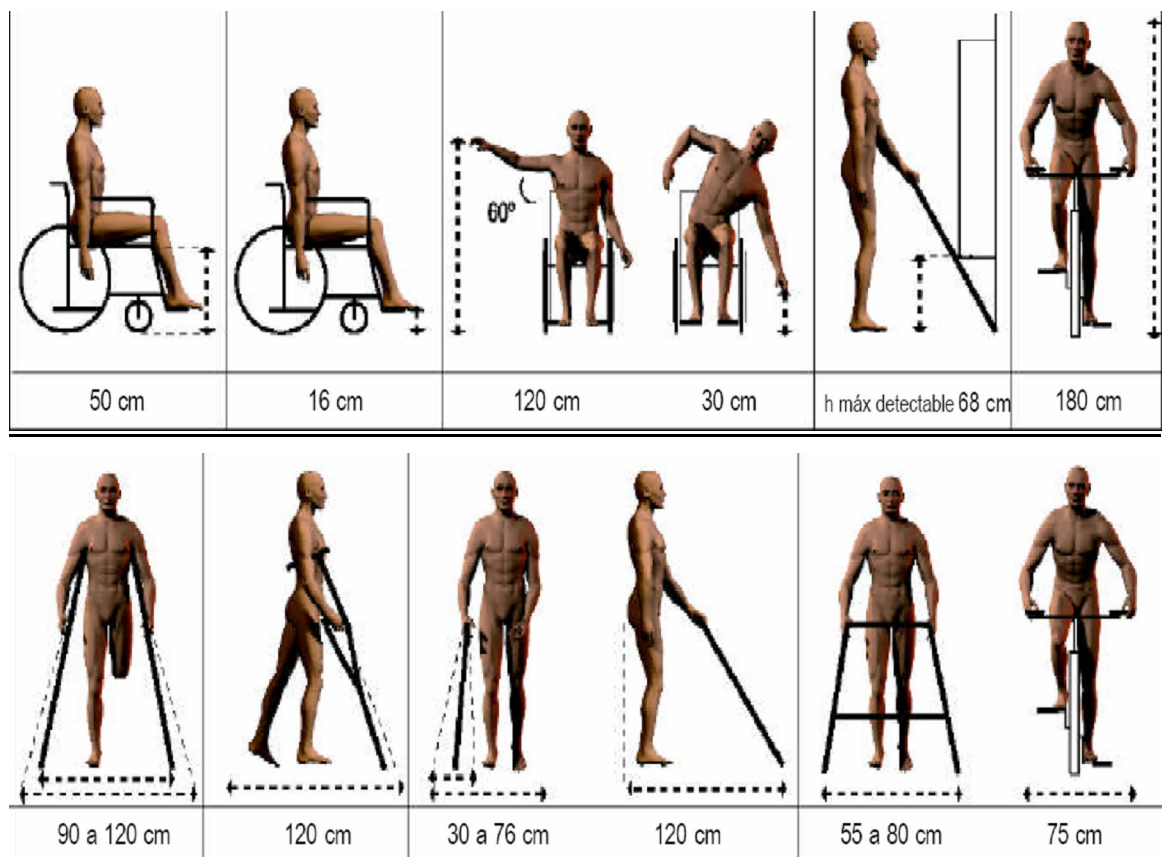 60º
50 cm
16 cm
120 cm
30 cm
h máx detectable 68 cm
180 cm
90 a 120 cm
120 cm
30 a 76 cm
120 cm
55 a 80 cm
75 cm